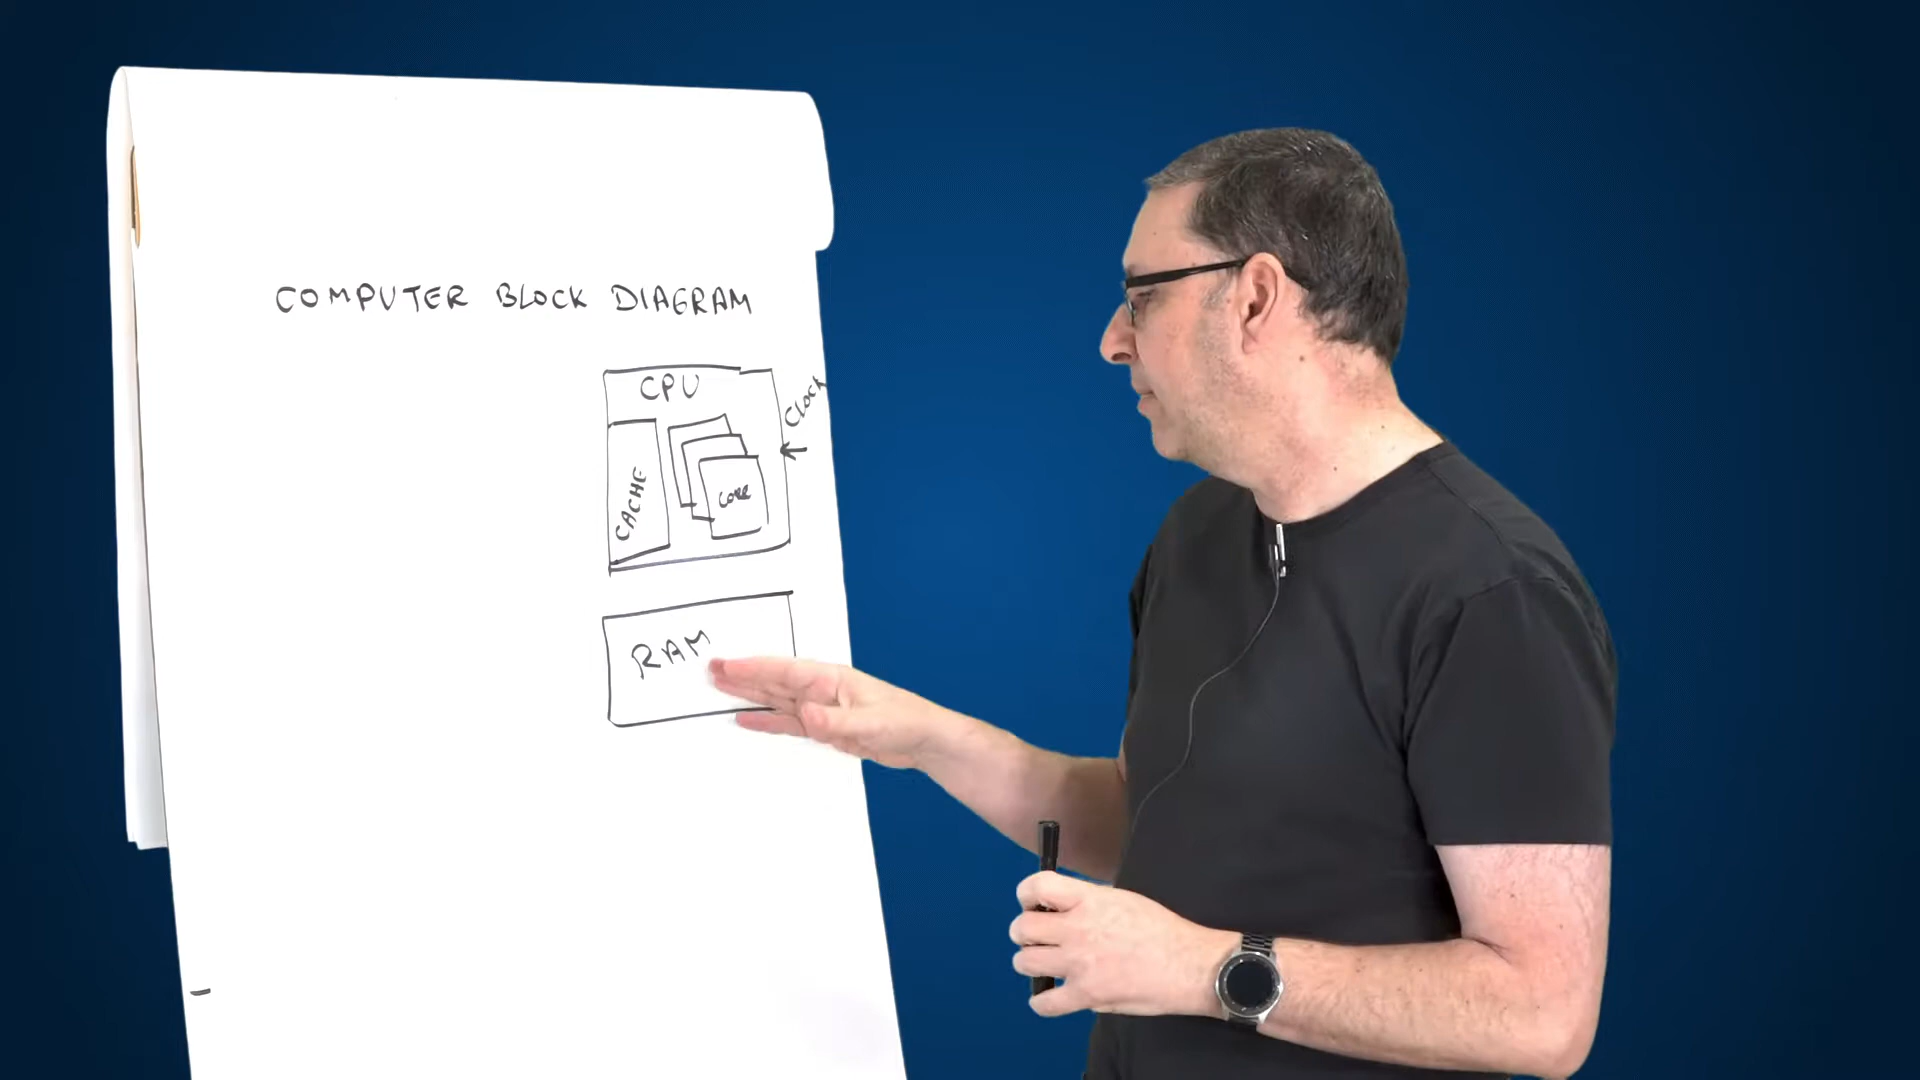 COMPUTER BLOCK DIAGRAM
CPU
CLOCK
CACHE
CORE
RAM